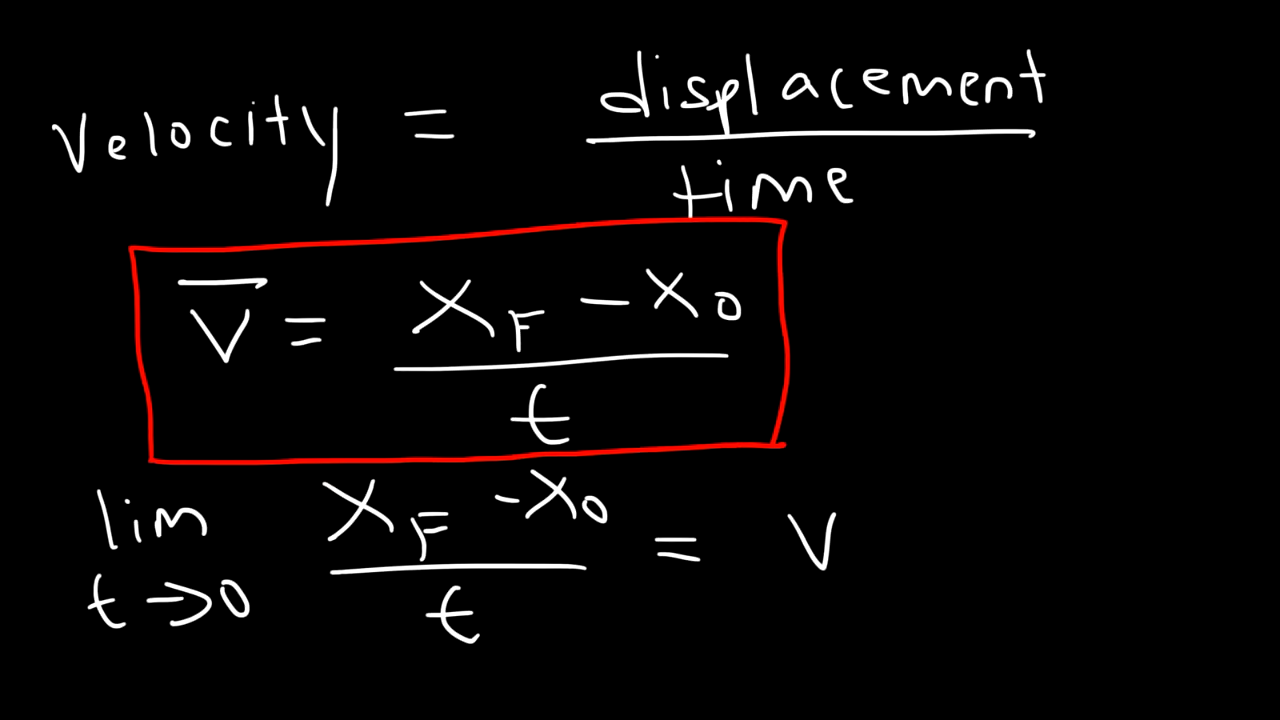 velocity = displacement / time
V̅ = X_F - X_0 / t
lim t→0 X_F - X_0 / t = V